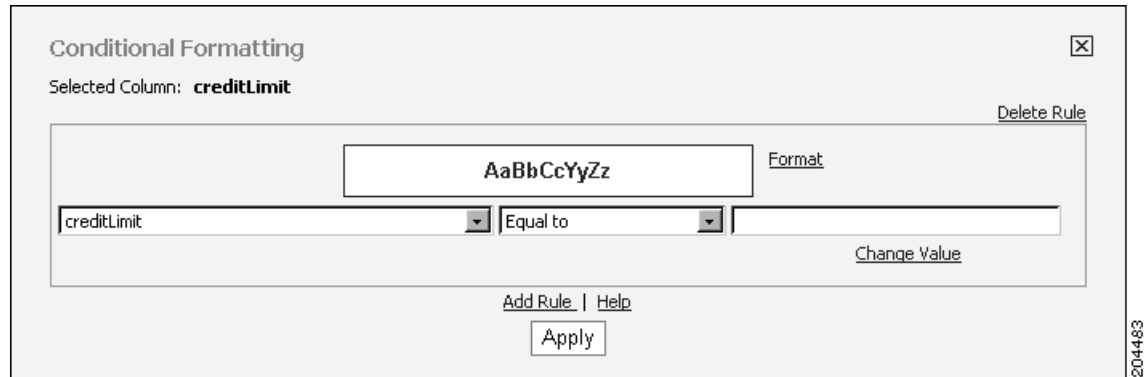 Conditional Formatting
Selected Column: creditLimit
Delete Rule
AaBbCcYyZz
Format
creditLimit Equal to
Change Value
Add Rule | Help
Apply
204483